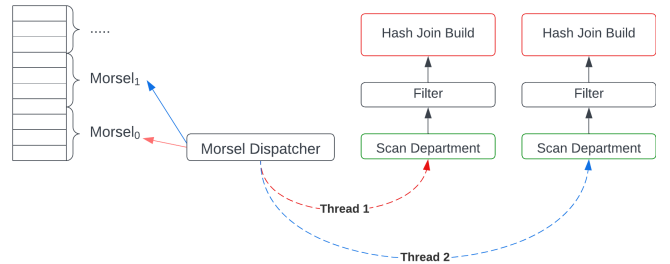 .....
Hash Join Build
Hash Join Build
Morsel₁
Filter
Filter
Morsel₀
Morsel Dispatcher
Scan Department
Scan Department
Thread 1
Thread 2